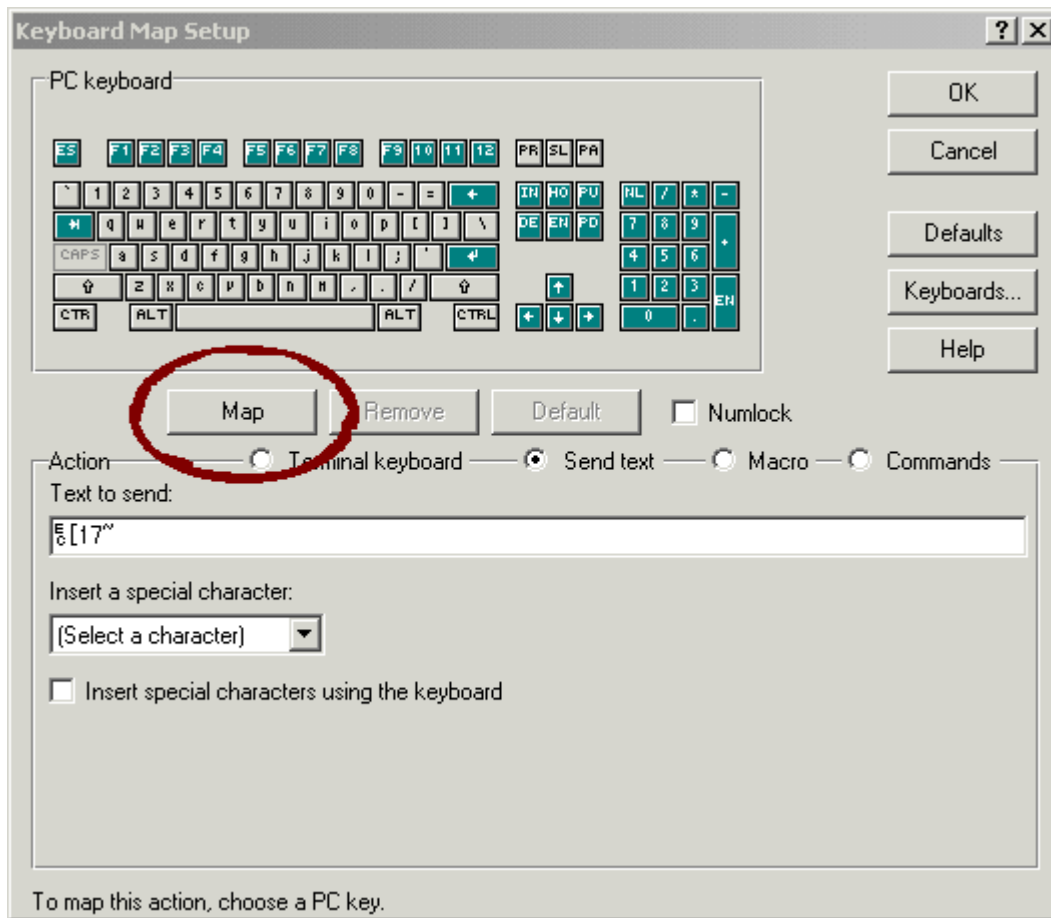 Keyboard Map Setup
PC keyboard
ES F1 F2 F3 F4 F5 F6 F7 F8 F9 10 11 12 PR SL PA
` 1 2 3 4 5 6 7 8 9 0 - = IN HO PU NL / * -
q w e r t y u i o p [ ] \ DE EN PD 7 8 9 +
CAPS a s d f g h j k l ; ' 4 5 6
z x c v b n m , . / 1 2 3 EN
CTR ALT ALT CTRL 0 .
OK
Cancel
Defaults
Keyboards...
Help
Map Remove Default Numlock
Action Terminal keyboard Send text Macro Commands
Text to send:
␛[17~
Insert a special character:
(Select a character)
Insert special characters using the keyboard
To map this action, choose a PC key.